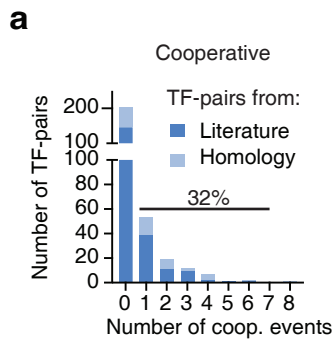 a
Cooperative
TF-pairs from:
Literature
Homology
Number of TF-pairs
200
100
100
80
60
40
20
0
32%
0 1 2 3 4 5 6 7 8
Number of coop. events